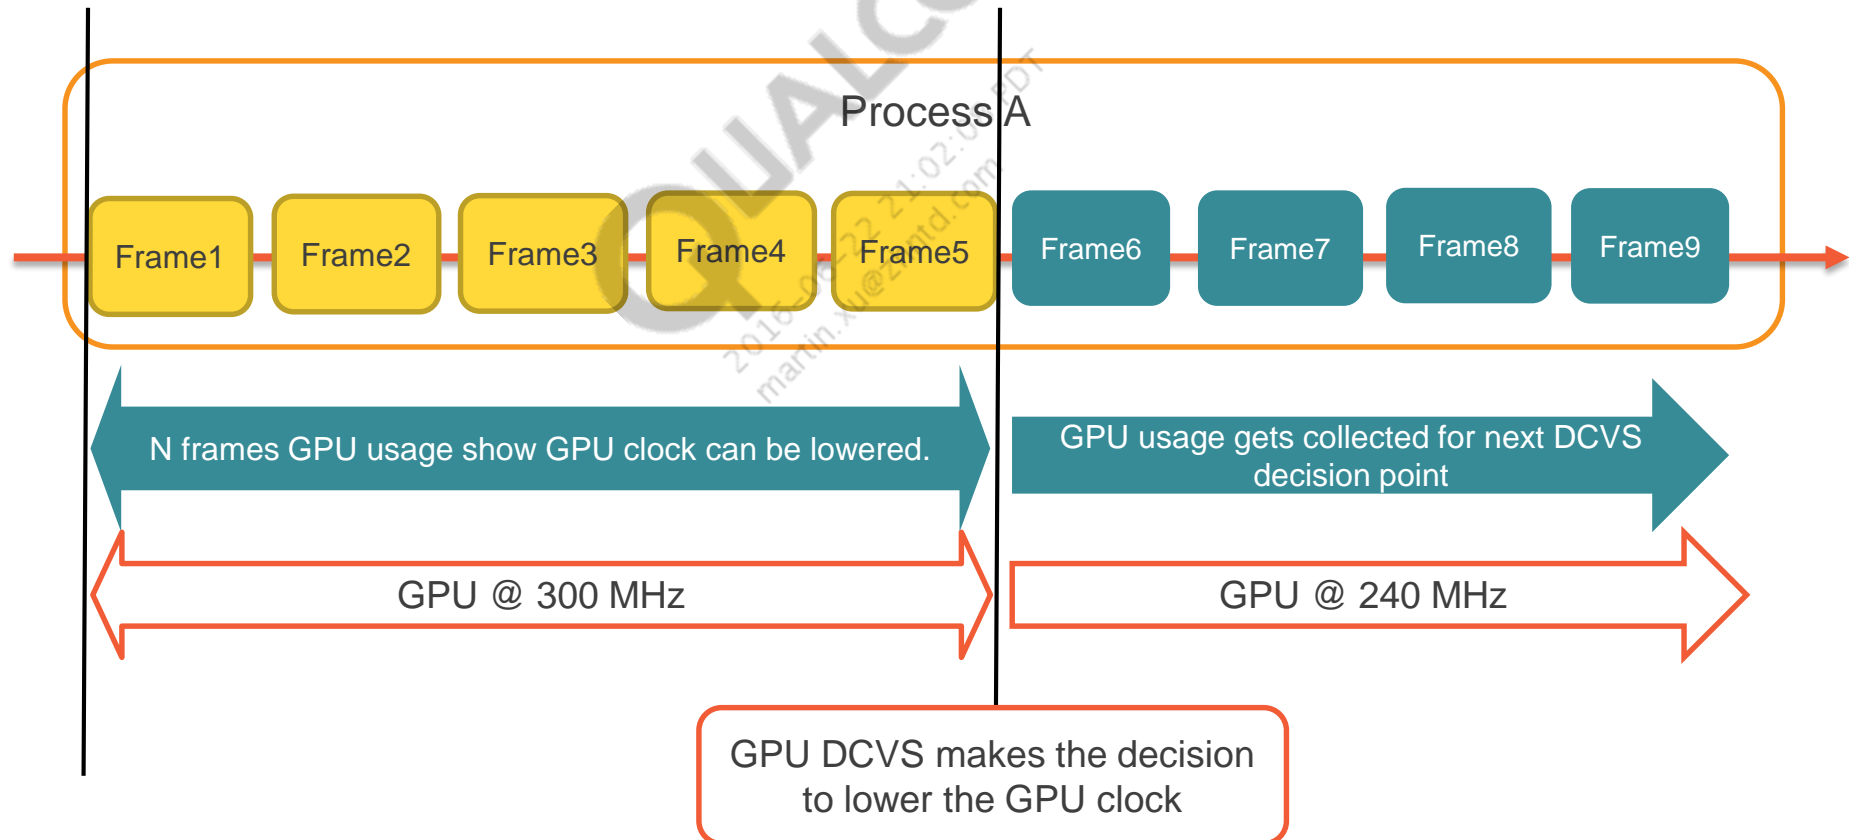 Process A
Frame1
Frame2
Frame3
Frame4
Frame5
Frame6
Frame7
Frame8
Frame9
N frames GPU usage show GPU clock can be lowered.
GPU usage gets collected for next DCVS
decision point
GPU @ 300 MHz
GPU @ 240 MHz
GPU DCVS makes the decision
to lower the GPU clock